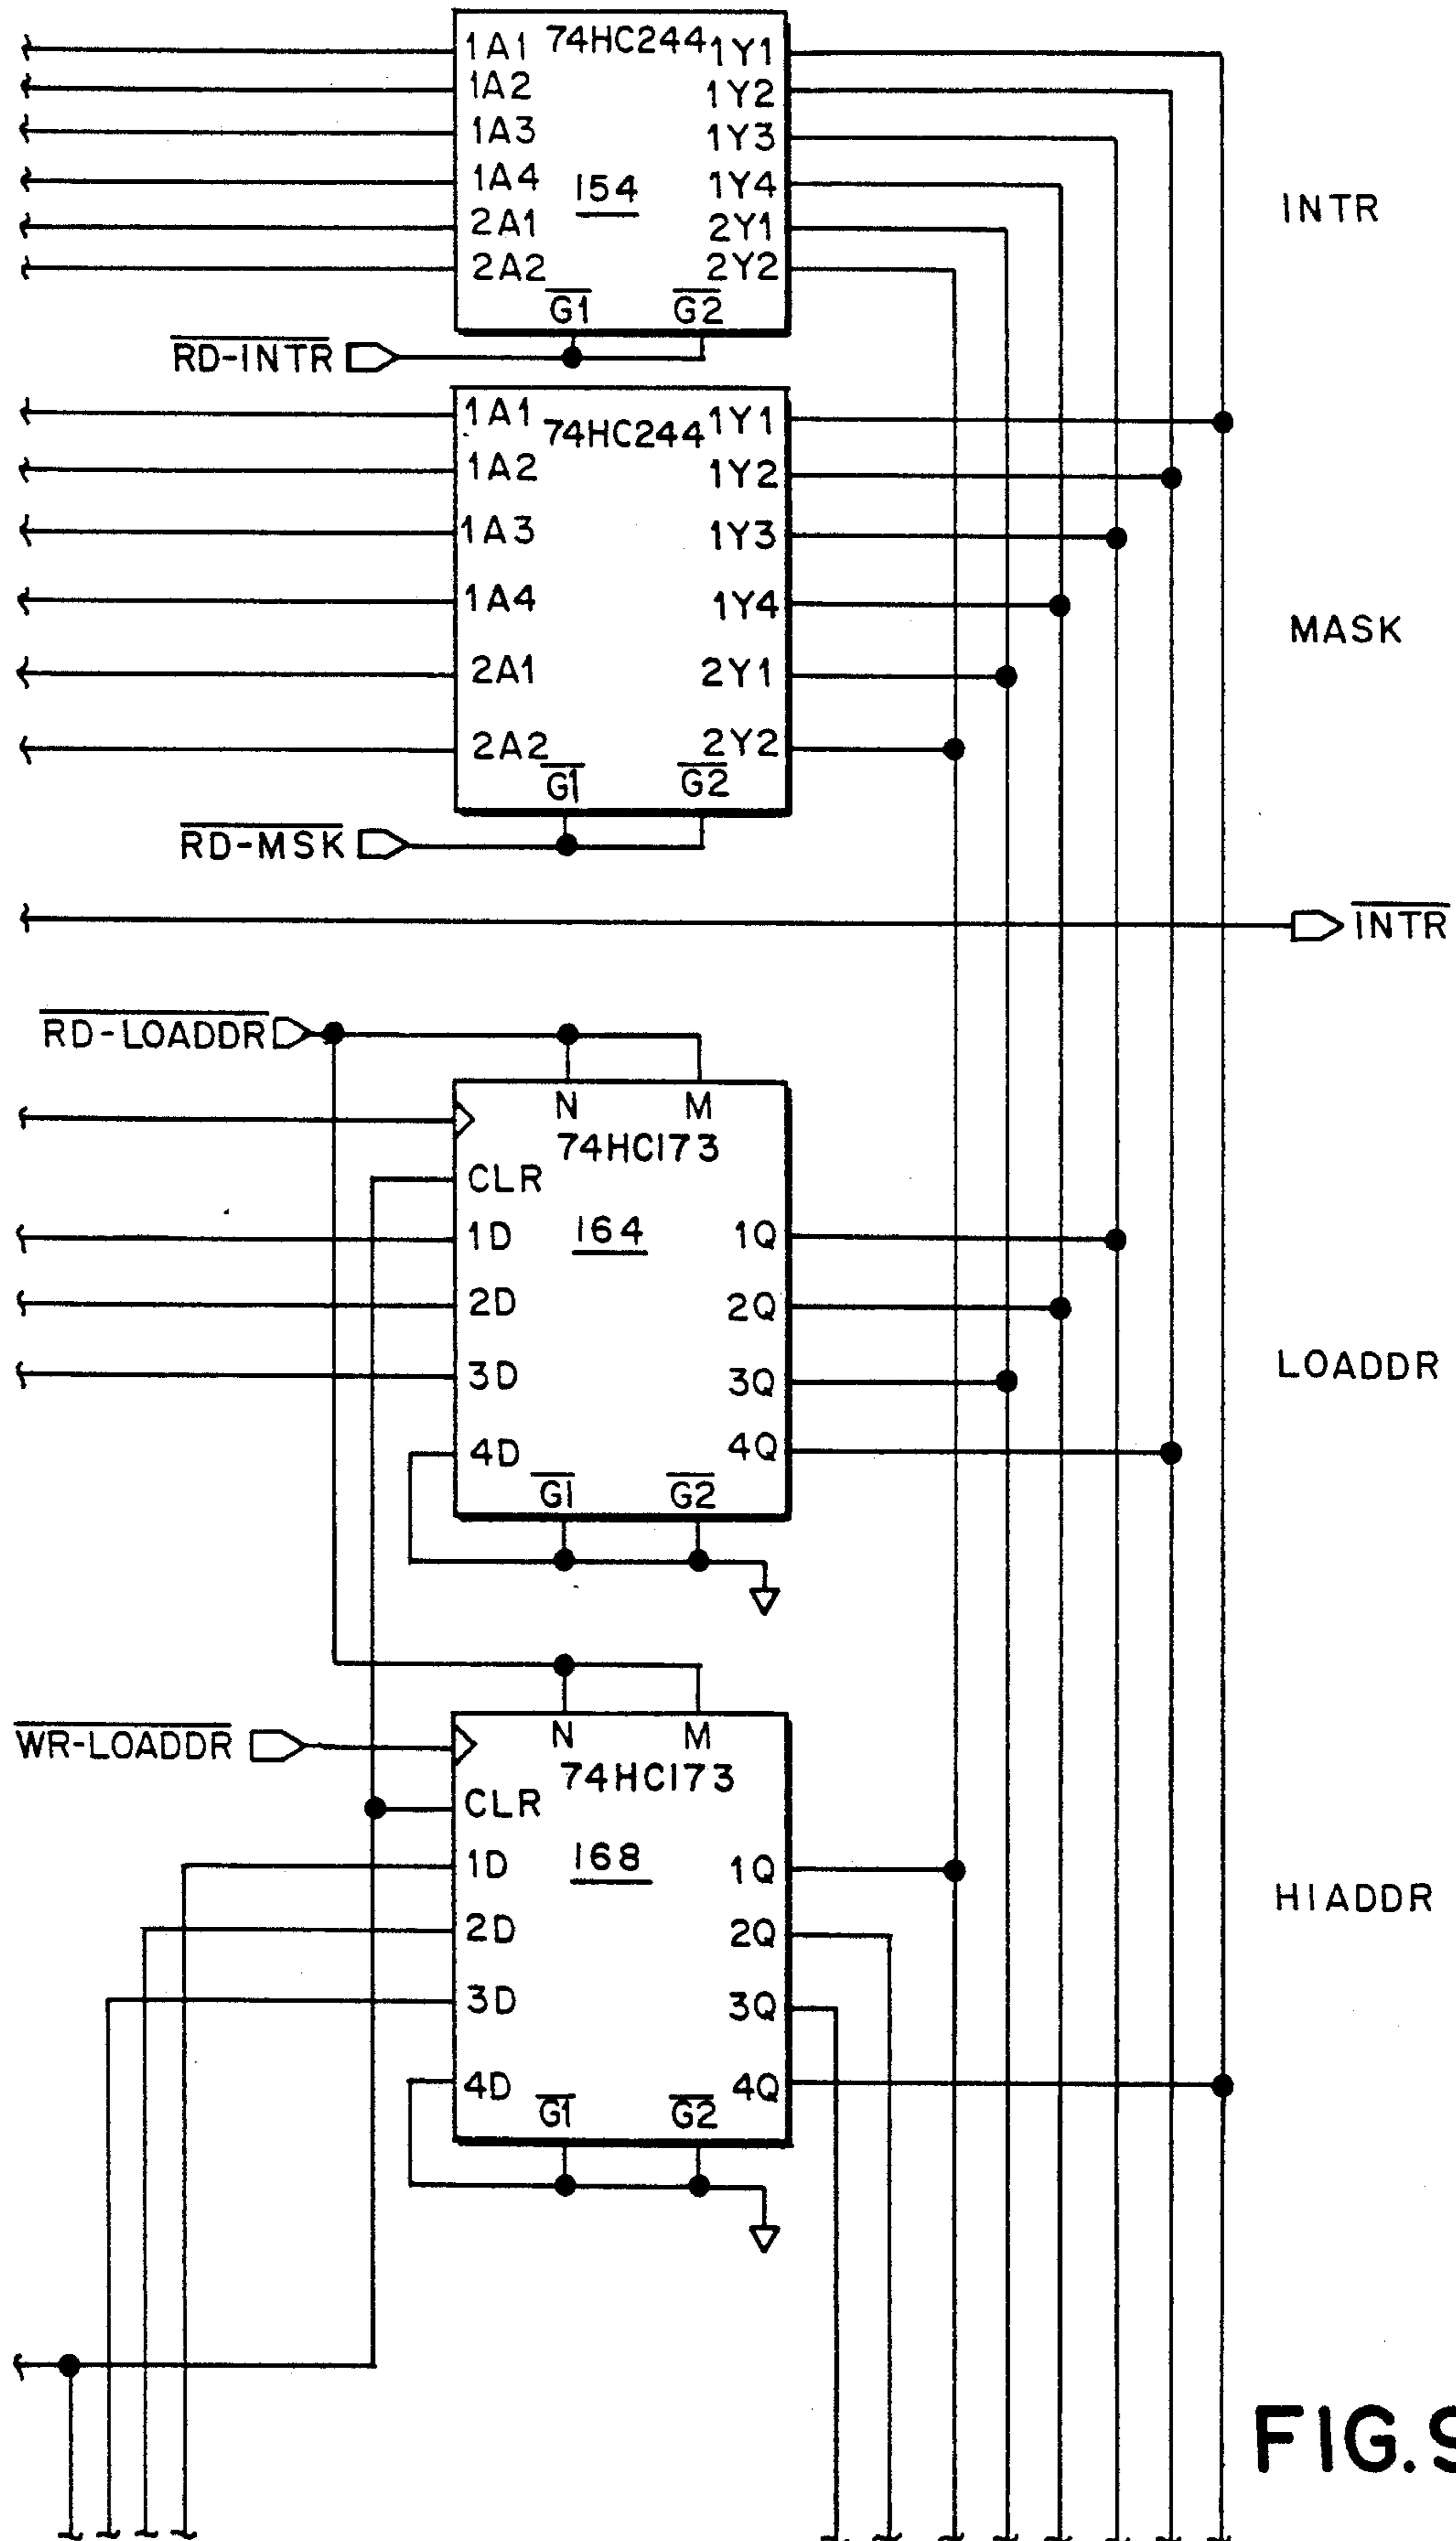 74HC244
1A1 1Y1
1A2 1Y2
1A3 1Y3
1A4 154 1Y4
2A1 2Y1
2A2 2Y2
G1 G2
INTR
RD-INTR
1A1 74HC244 1Y1
1A2 1Y2
1A3 1Y3
1A4 1Y4
2A1 2Y1
2A2 2Y2
G1 G2
MASK
RD-MSK
INTR
RD-LOADDR
N M
74HC173
CLR
1D 164 1Q
2D 2Q
3D 3Q
4D 4Q
G1 G2
LOADDR
WR-LOADDR
N M
74HC173
CLR
1D 168 1Q
2D 2Q
3D 3Q
4D 4Q
G1 G2
HIADDR
FIG.